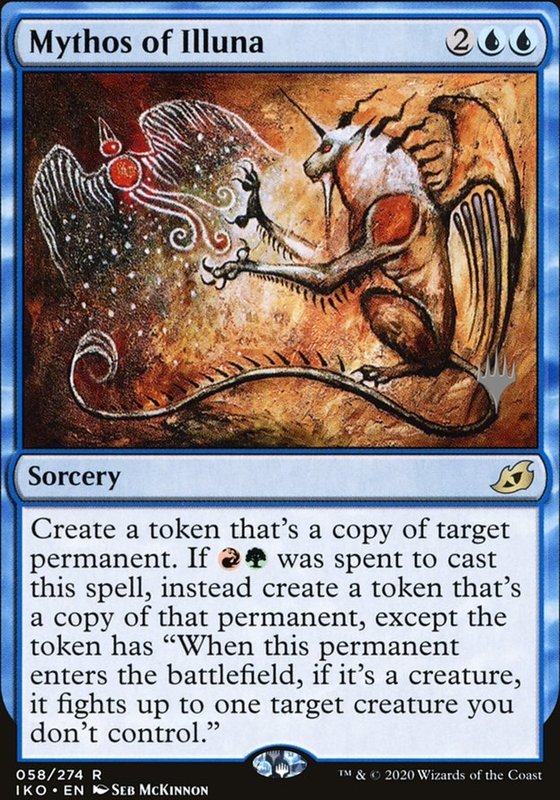 Mythos of Illuna 2
Sorcery
Create a token that's a copy of target
permanent. If was spent to cast
this spell, instead create a token that's
a copy of that permanent, except the
token has “When this permanent
enters the battlefield, if it's a creature,
it fights up to one target creature you
don't control.”
058/274 R
IKO • EN Seb McKinnon
™ & © 2020 Wizards of the Coast